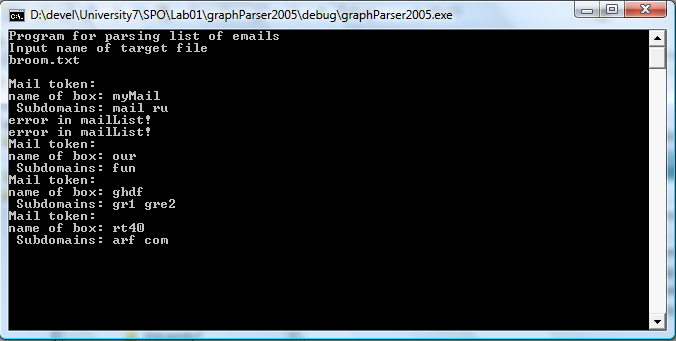 D:\devel\University7\SPO\Lab01\graphParser2005\debug\graphParser2005.exe
Program for parsing list of emails
Input name of target file
broom.txt
Mail token:
name of box: myMail
Subdomains: mail ru
error in mailList!
error in mailList!
Mail token:
name of box: our
Subdomains: fun
Mail token:
name of box: ghdf
Subdomains: gr1 gre2
Mail token:
name of box: rt40
Subdomains: arf com